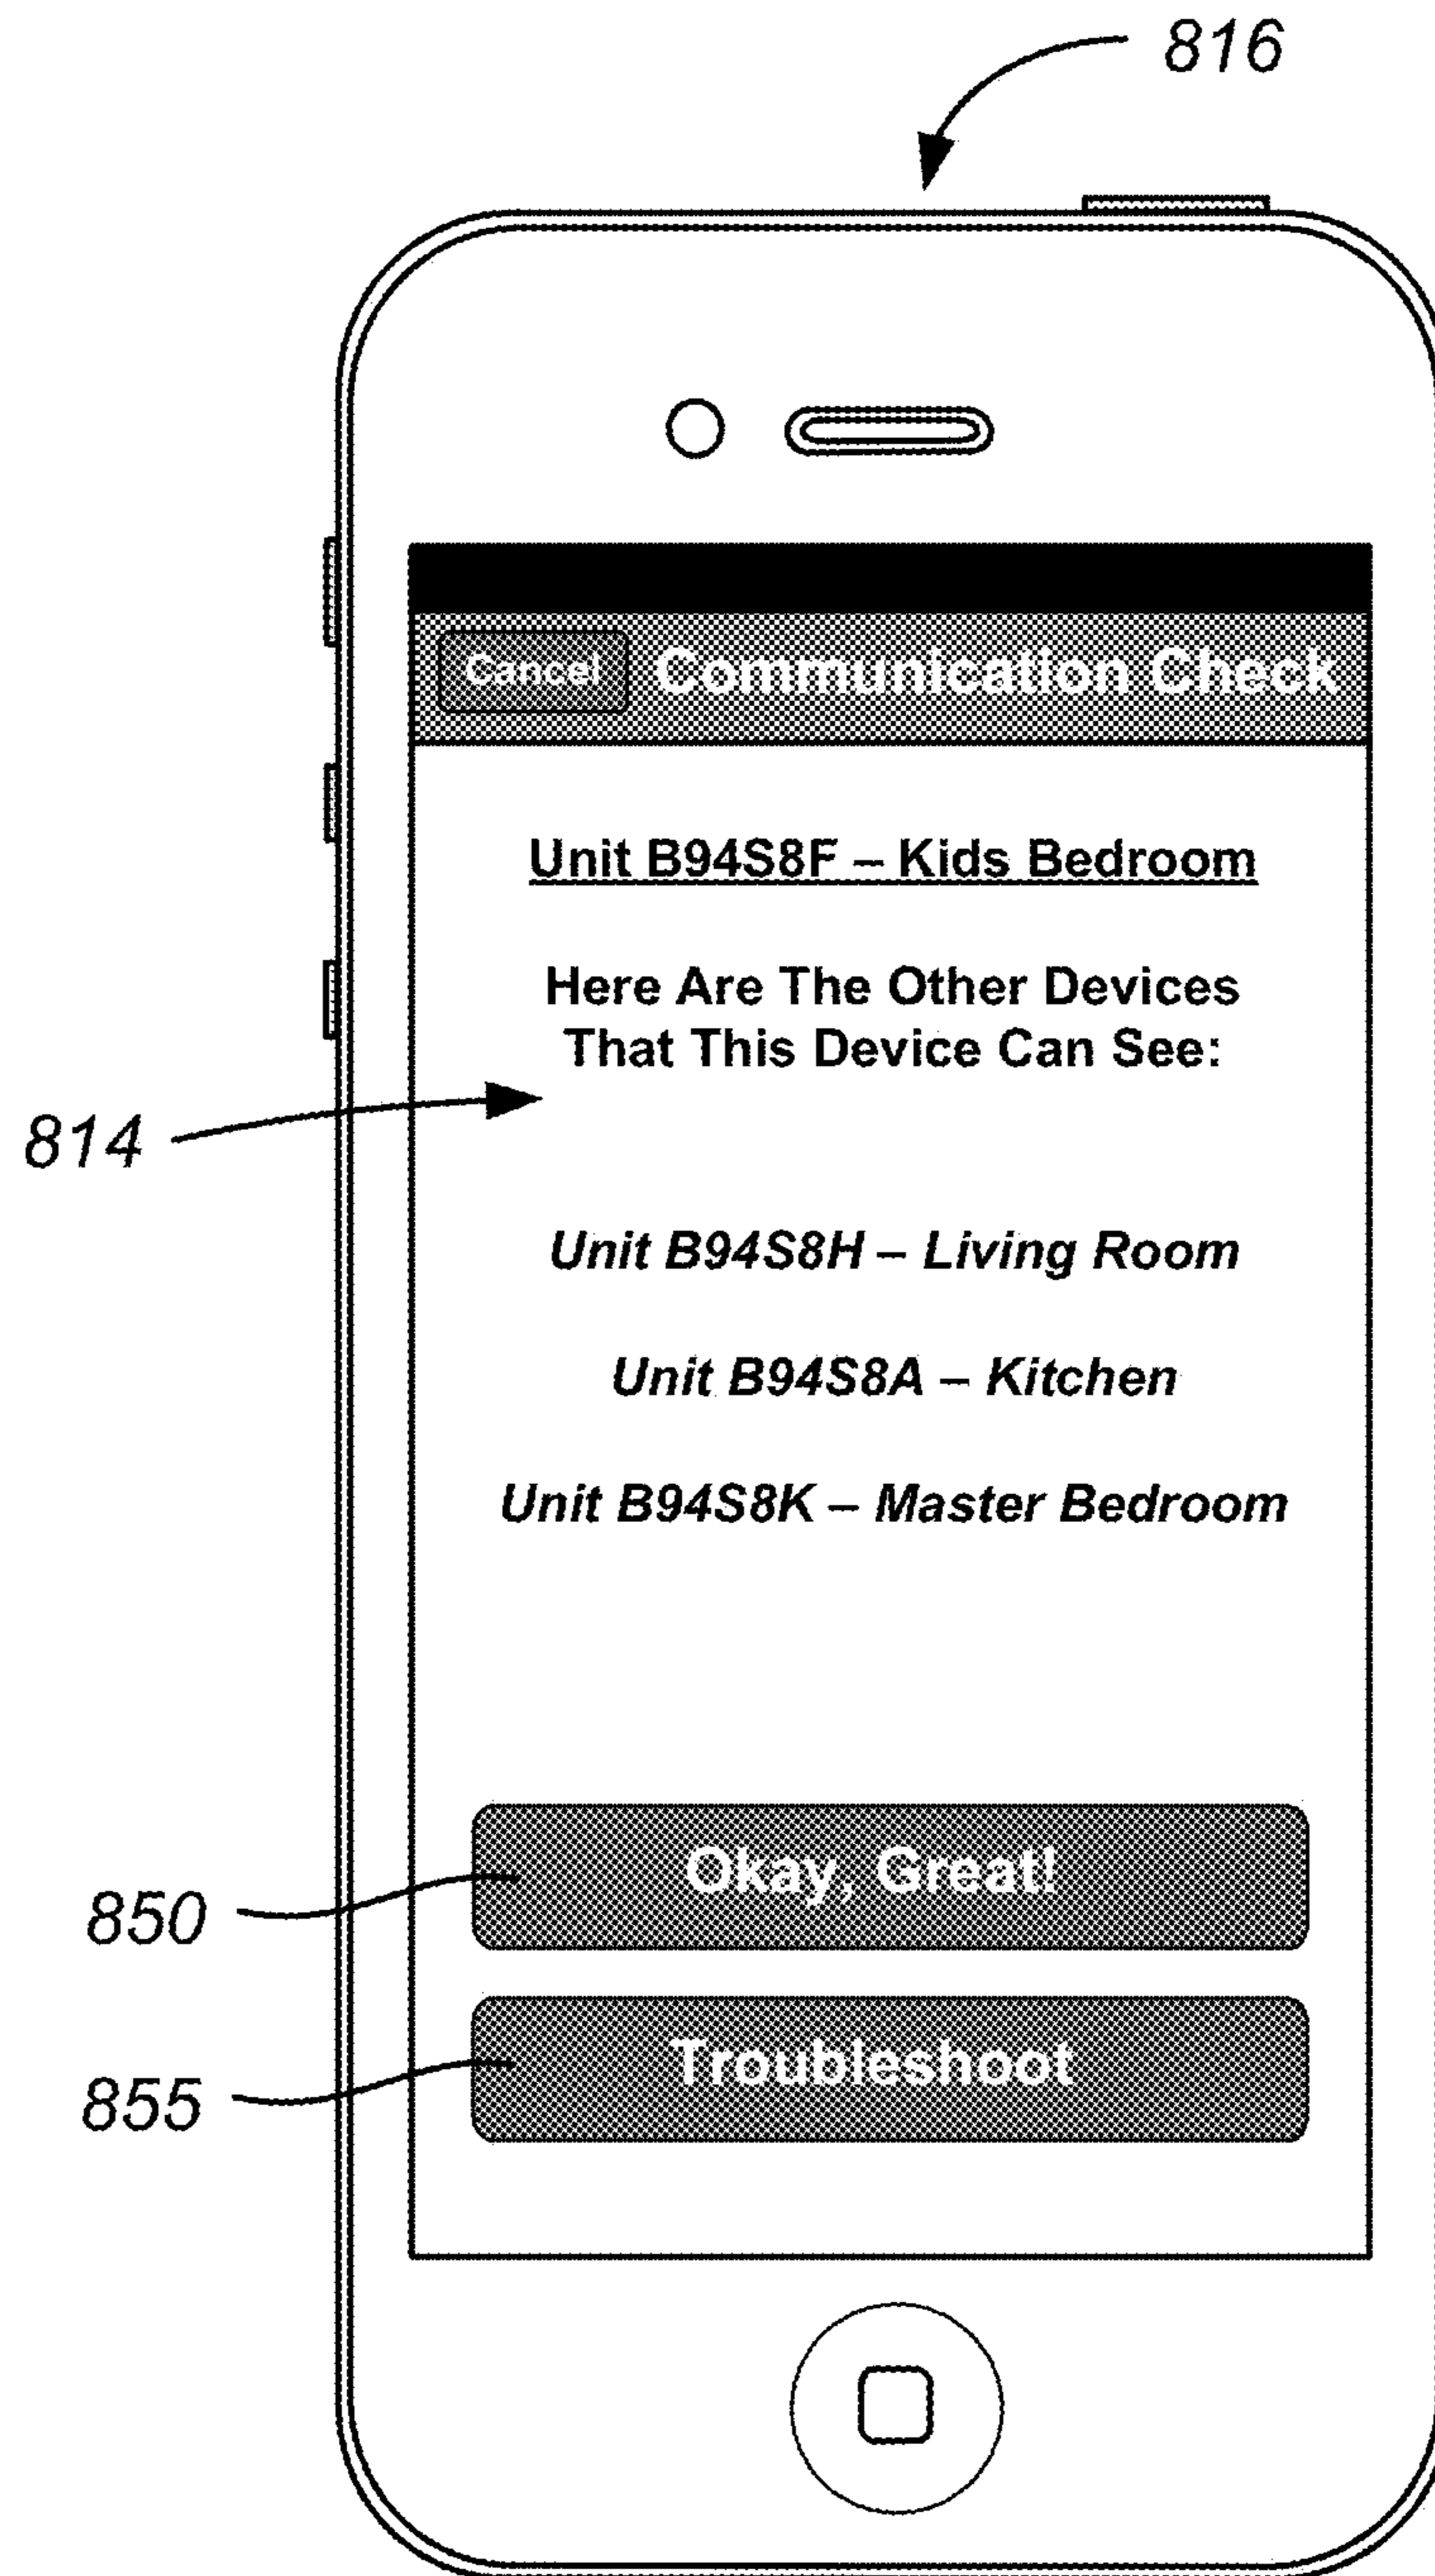 816
Cancel Communication Check
Unit B94S8F – Kids Bedroom
Here Are The Other Devices
That This Device Can See:
814
Unit B94S8H – Living Room
Unit B94S8A – Kitchen
Unit B94S8K – Master Bedroom
850
Okay, Great!
855
Troubleshoot